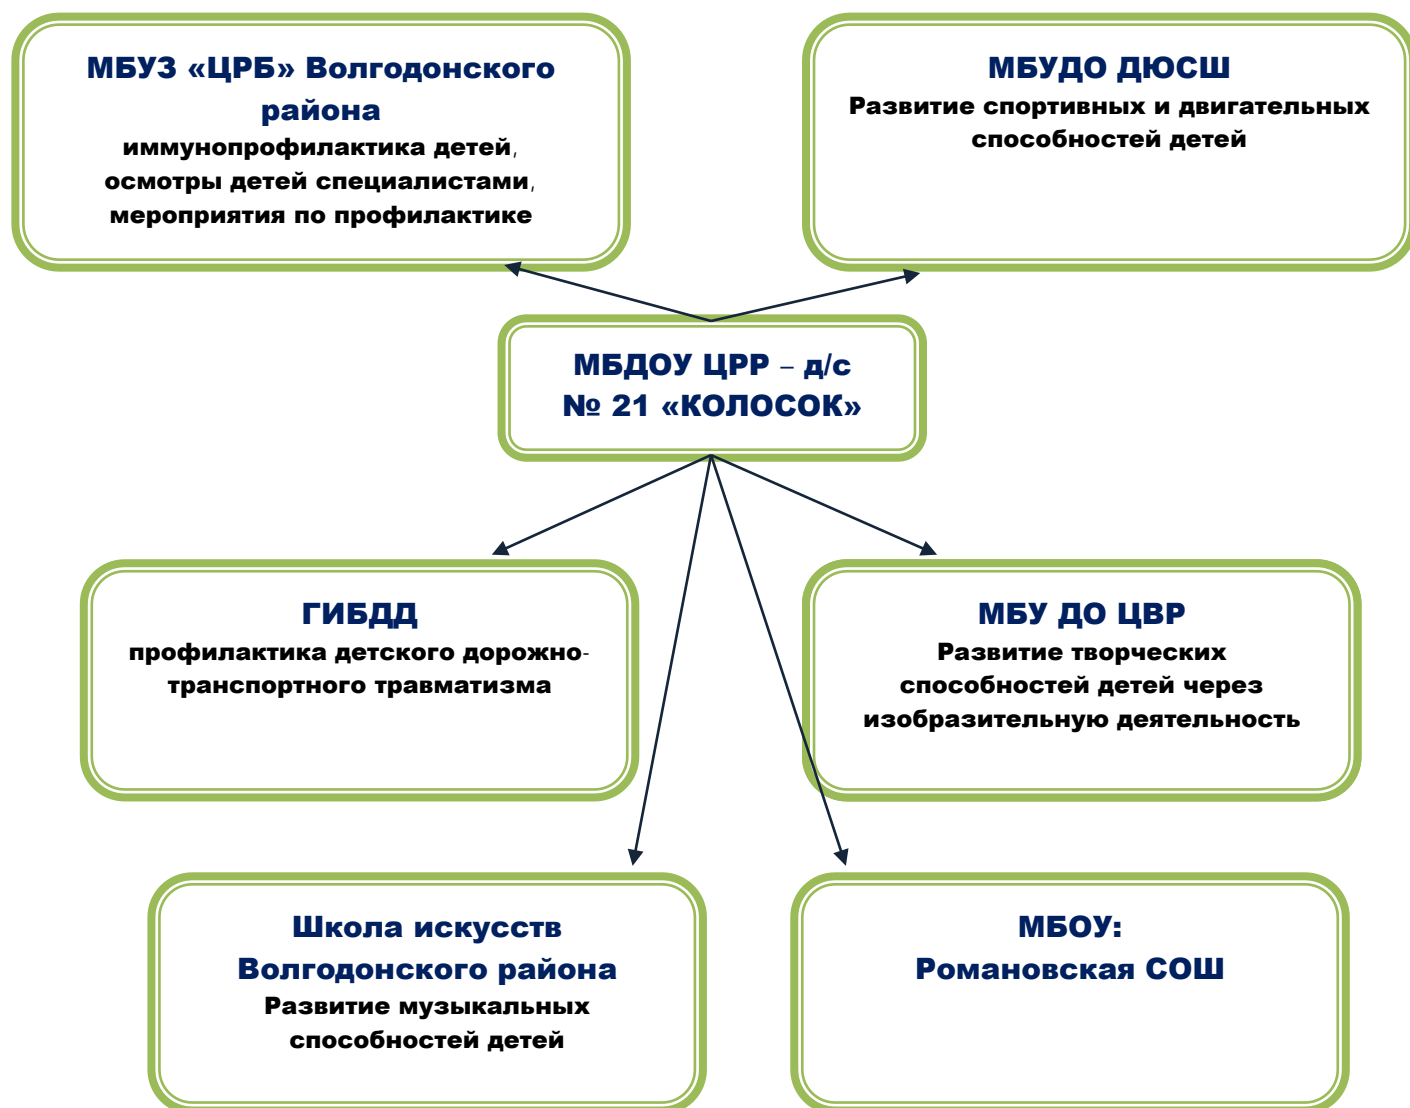 МБУЗ «ЦРБ» Волгодонского
района
иммунопрофилактика детей,
осмотры детей специалистами,
мероприятия по профилактике
МБУДО ДЮСШ
Развитие спортивных и двигательных
способностей детей
МБДОУ ЦРР – д/с
№ 21 «КОЛОСОК»
ГИБДД
профилактика детского дорожно-
транспортного травматизма
МБУ ДО ЦВР
Развитие творческих
способностей детей через
изобразительную деятельность
Школа искусств
Волгодонского района
Развитие музыкальных
способностей детей
МБОУ:
Романовская СОШ